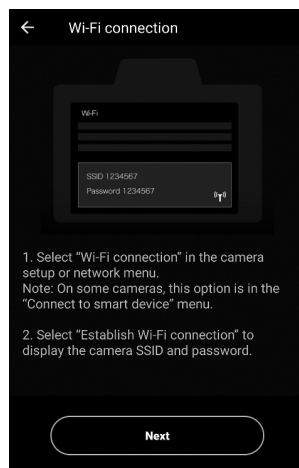 Wi-Fi connection
Wi-Fi
SSID 1234567
Password 1234567
1. Select “Wi-Fi connection” in the camera
setup or network menu.
Note: On some cameras, this option is in the
“Connect to smart device” menu.
2. Select “Establish Wi-Fi connection” to
display the camera SSID and password.
Next